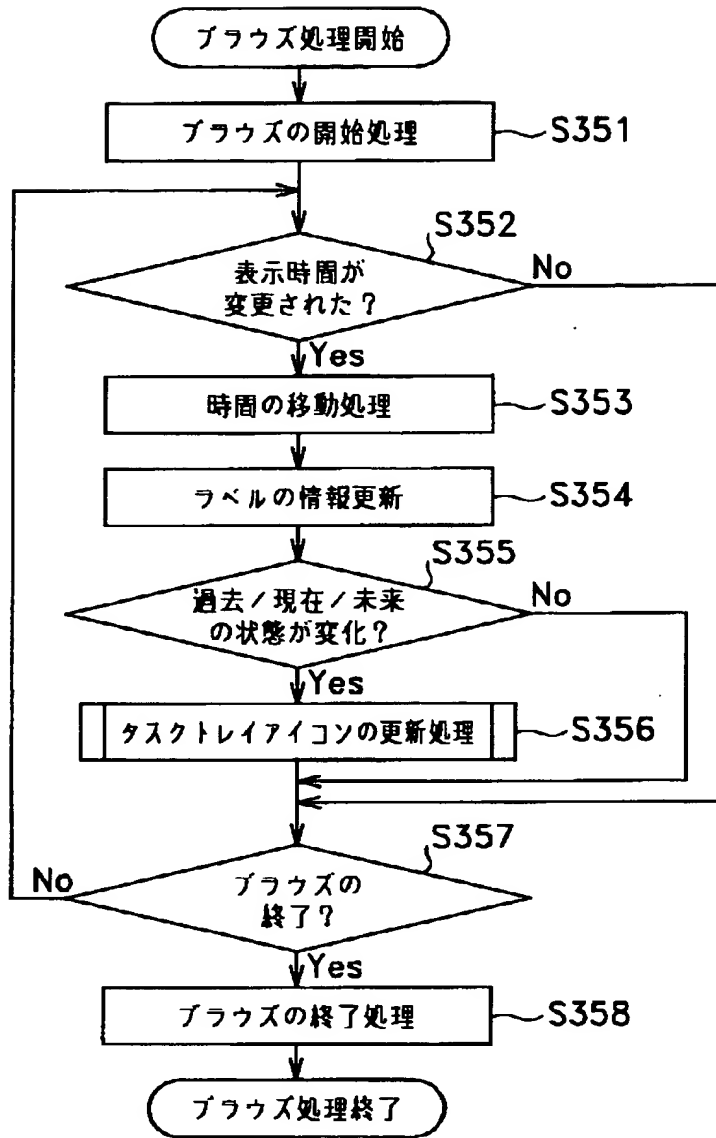 ブラウズ処理開始
ブラウズの開始処理
S351
S352
表示時間が
変更された?
No
Yes
時間の移動処理
S353
ラベルの情報更新
S354
S355
過去/現在/未来
の状態が変化?
No
Yes
タスクトレイアイコンの更新処理
S356
S357
ブラウズの
終了?
No
Yes
ブラウズの終了処理
S358
ブラウズ処理終了